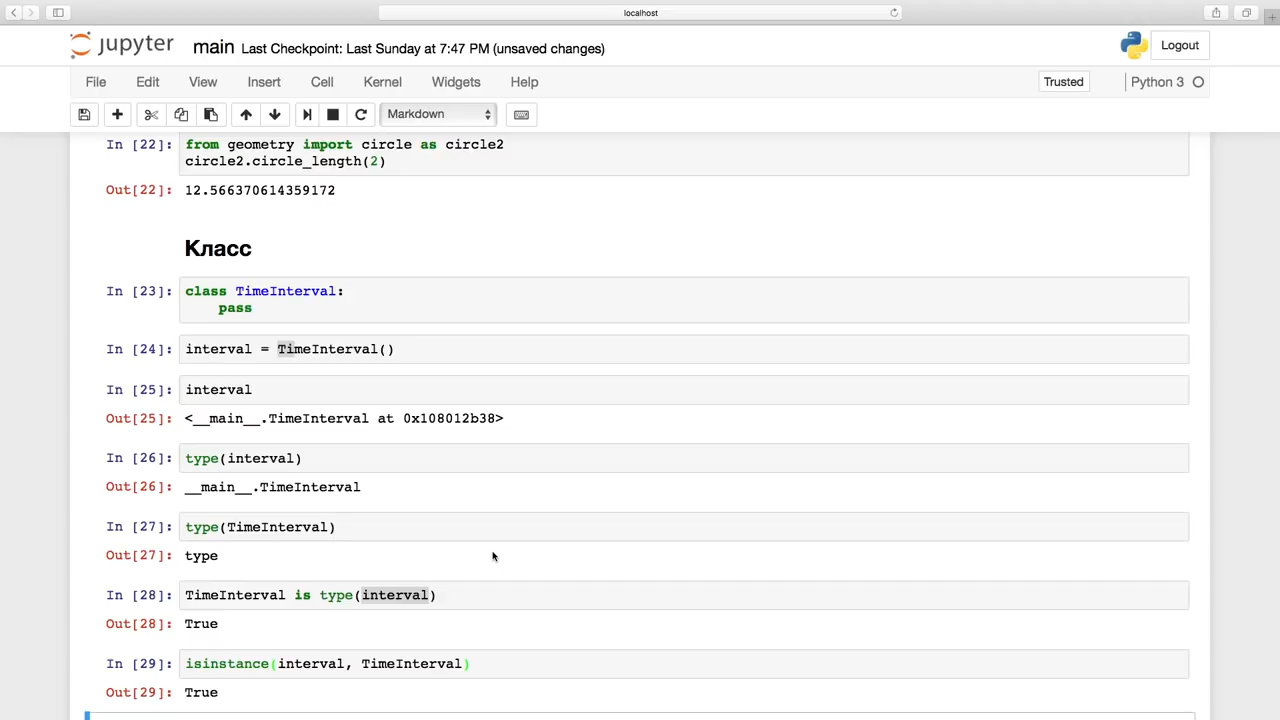 localhost
jupyter main Last Checkpoint: Last Sunday at 7:47 PM (unsaved changes) Logout
File Edit View Insert Cell Kernel Widgets Help Trusted Python 3
Markdown
In [22]: from geometry import circle as circle2
circle2.circle_length(2)
Out[22]: 12.566370614359172
Класс
In [23]: class TimeInterval:
pass
In [24]: interval = TimeInterval()
In [25]: interval
Out[25]: <__main__.TimeInterval at 0x108012b38>
In [26]: type(interval)
Out[26]: __main__.TimeInterval
In [27]: type(TimeInterval)
Out[27]: type
In [28]: TimeInterval is type(interval)
Out[28]: True
In [29]: isinstance(interval, TimeInterval)
Out[29]: True